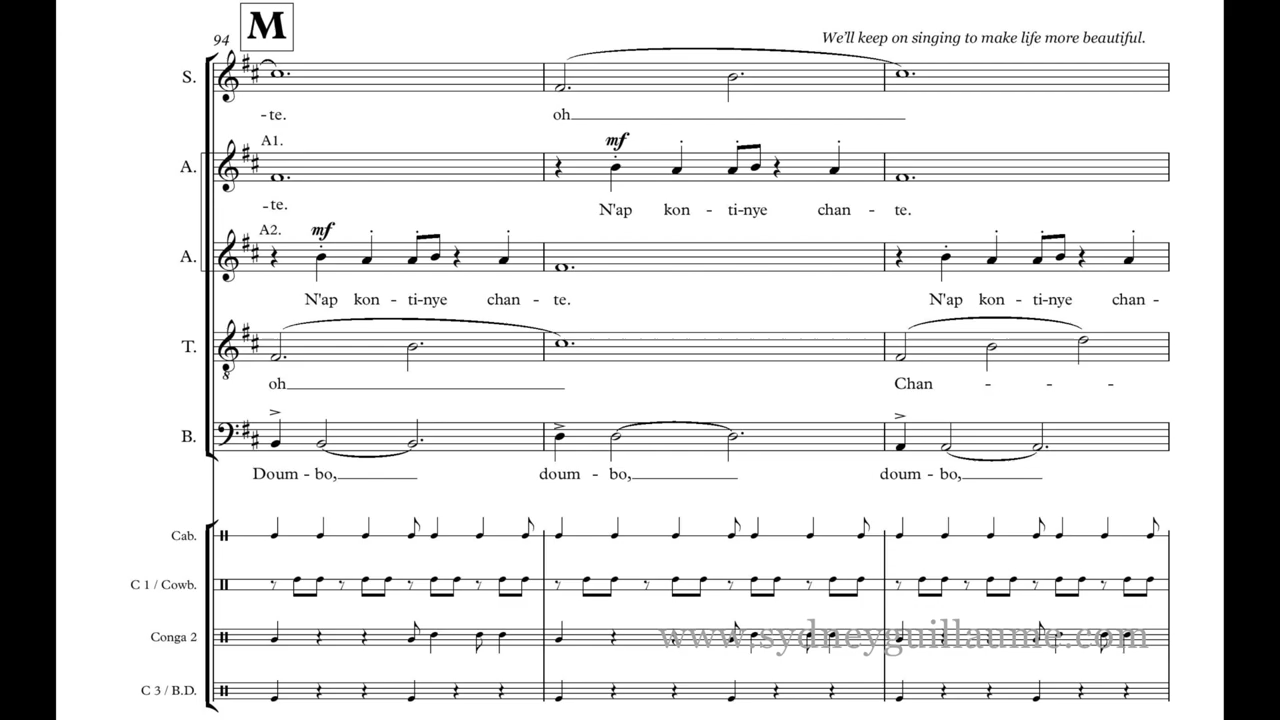 M
94
We'll keep on singing to make life more beautiful.
S.
-te.
oh
A1.
mf
A.
-te.
N'ap kon - ti-nye chan - te.
A2.
mf
A.
N'ap kon - ti-nye chan - te.
N'ap kon - ti-nye chan -
T.
8
oh
Chan - - -
B.
Doum - bo,
doum - bo,
doum - bo,
Cab.
C 1 / Cowb.
Conga 2
www.sydneyguillaume.com
C 3 / B.D.